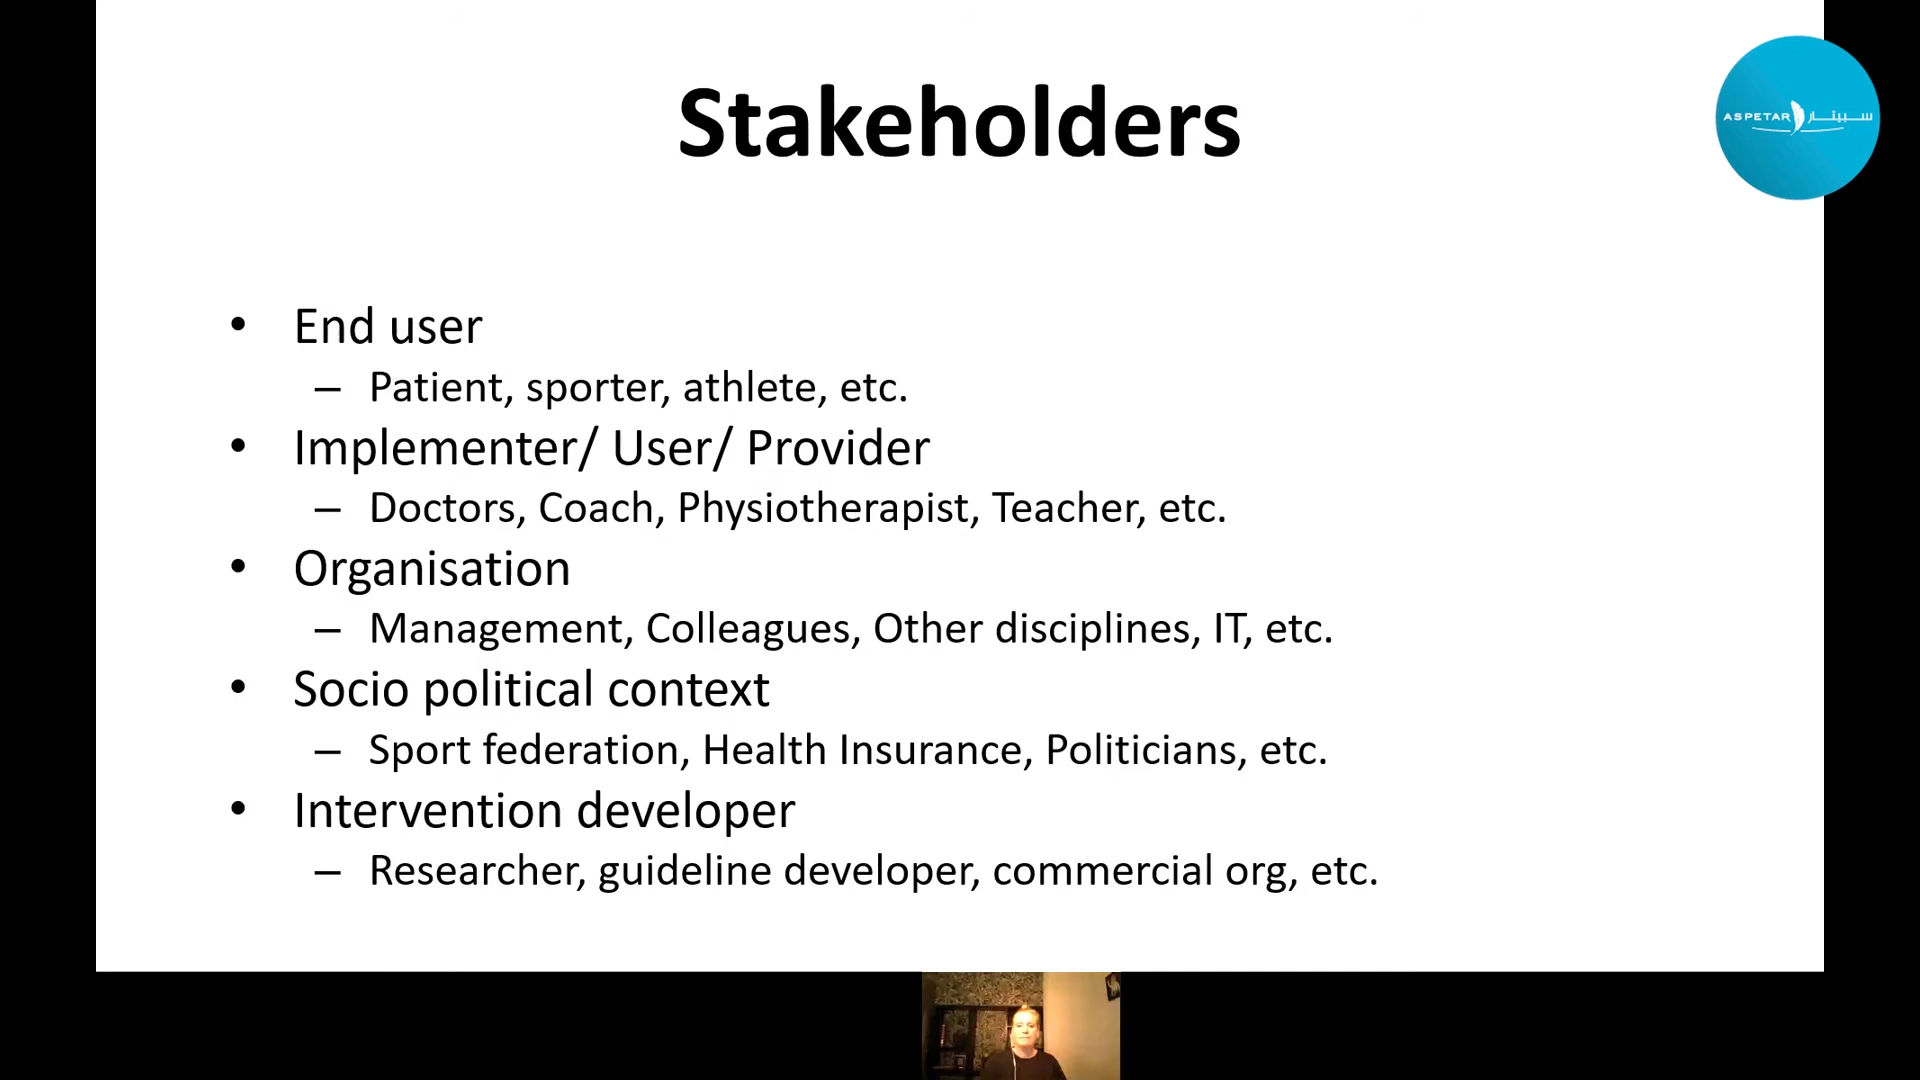 Stakeholders
ASPETAR سبيتار
• End user
– Patient, sporter, athlete, etc.
• Implementer/ User/ Provider
– Doctors, Coach, Physiotherapist, Teacher, etc.
• Organisation
– Management, Colleagues, Other disciplines, IT, etc.
• Socio political context
– Sport federation, Health Insurance, Politicians, etc.
• Intervention developer
– Researcher, guideline developer, commercial org, etc.